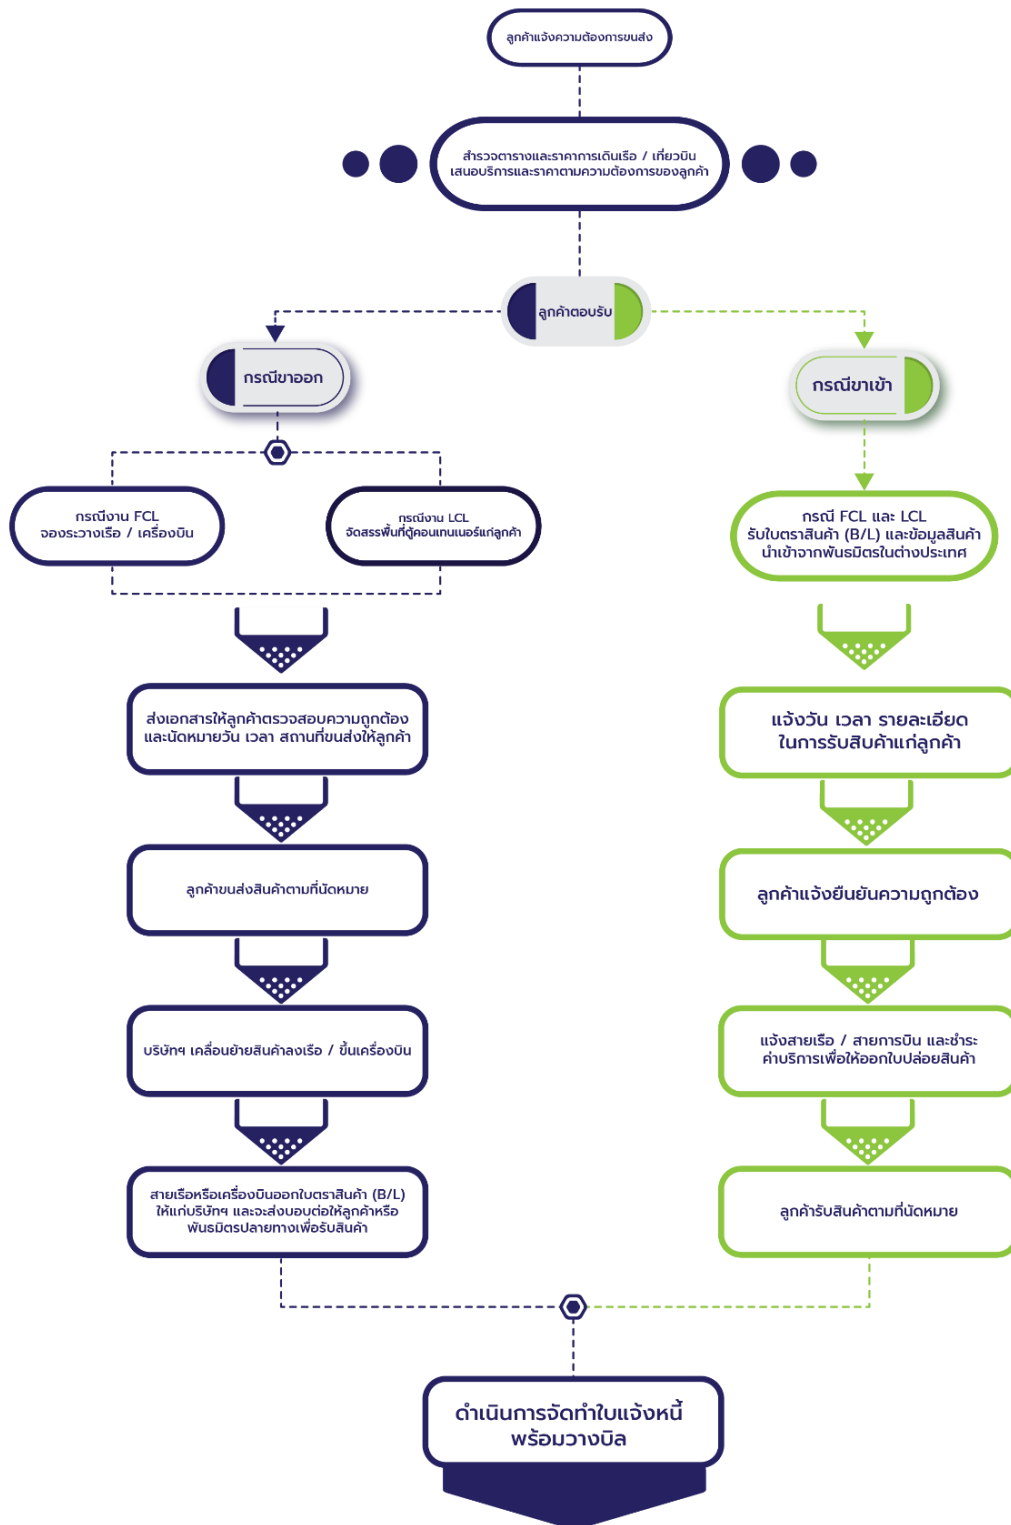 ลูกค้าแจ้งความต้องการขนส่ง
สำรวจตารางและราคาการเดินเรือ / เที่ยวบิน
เสนอบริการและราคาตามความต้องการของลูกค้า
ลูกค้าตอบรับ
กรณีขาออก
กรณีขาเข้า
กรณีงาน FCL
จองระวางเรือ / เครื่องบิน
กรณีงาน LCL
จัดสรรพื้นที่ตู้คอนเทนเนอร์แก่ลูกค้า
กรณี FCL และ LCL
รับใบตราสินค้า (B/L) และข้อมูลสินค้า
นำเข้าจากพันธมิตรในต่างประเทศ
ส่งเอกสารให้ลูกค้าตรวจสอบความถูกต้อง
และนัดหมายวัน เวลา สถานที่ขนส่งให้ลูกค้า
แจ้งวัน เวลา รายละเอียด
ในการรับสินค้าแก่ลูกค้า
ลูกค้าขนส่งสินค้าตามที่นัดหมาย
ลูกค้าแจ้งยืนยันความถูกต้อง
บริษัทฯ เคลื่อนย้ายสินค้าลงเรือ / ขึ้นเครื่องบิน
แจ้งสายเรือ / สายการบิน และชำระ
ค่าบริการเพื่อให้ออกใบปล่อยสินค้า
สายเรือหรือเครื่องบินออกใบตราสินค้า (B/L)
ให้แก่บริษัทฯ และจะส่งมอบต่อให้ลูกค้าหรือ
พันธมิตรปลายทางเพื่อรับสินค้า
ลูกค้ารับสินค้าตามที่นัดหมาย
ดำเนินการจัดทำใบแจ้งหนี้
พร้อมวางบิล